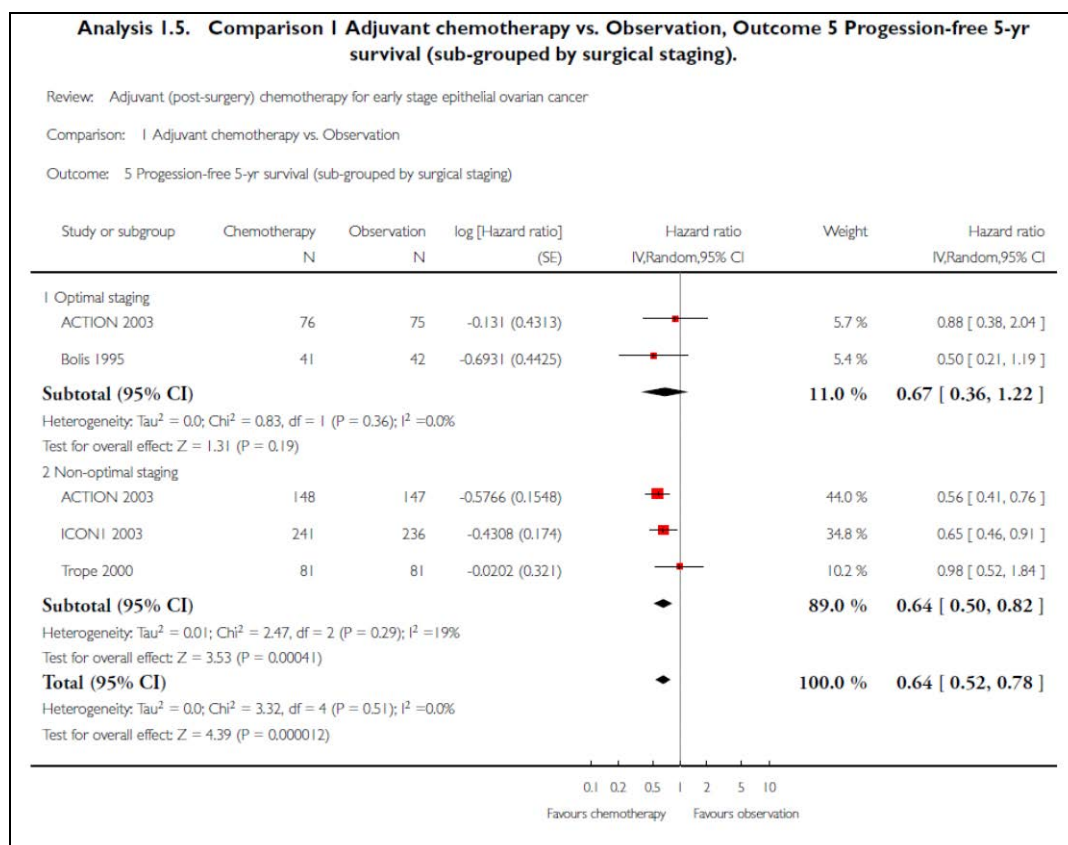 Analysis 1.5. Comparison 1 Adjuvant chemotherapy vs. Observation, Outcome 5 Progession-free 5-yr
survival (sub-grouped by surgical staging).
Review: Adjuvant (post-surgery) chemotherapy for early stage epithelial ovarian cancer
Comparison: 1 Adjuvant chemotherapy vs. Observation
Outcome: 5 Progession-free 5-yr survival (sub-grouped by surgical staging)
Study or subgroup Chemotherapy Observation log [Hazard ratio] Hazard ratio Weight Hazard ratio
N N (SE) IV,Random,95% CI IV,Random,95% CI
1 Optimal staging
ACTION 2003 76 75 -0.131 (0.4313) 5.7 % 0.88 [ 0.38, 2.04 ]
Bolis 1995 41 42 -0.6931 (0.4425) 5.4 % 0.50 [ 0.21, 1.19 ]
Subtotal (95% CI) 11.0 % 0.67 [ 0.36, 1.22 ]
Heterogeneity: Tau² = 0.0; Chi² = 0.83, df = 1 (P = 0.36); I² =0.0%
Test for overall effect: Z = 1.31 (P = 0.19)
2 Non-optimal staging
ACTION 2003 148 147 -0.5766 (0.1548) 44.0 % 0.56 [ 0.41, 0.76 ]
ICON1 2003 241 236 -0.4308 (0.174) 34.8 % 0.65 [ 0.46, 0.91 ]
Trope 2000 81 81 -0.0202 (0.321) 10.2 % 0.98 [ 0.52, 1.84 ]
Subtotal (95% CI) 89.0 % 0.64 [ 0.50, 0.82 ]
Heterogeneity: Tau² = 0.01; Chi² = 2.47, df = 2 (P = 0.29); I² =19%
Test for overall effect: Z = 3.53 (P = 0.00041)
Total (95% CI) 100.0 % 0.64 [ 0.52, 0.78 ]
Heterogeneity: Tau² = 0.0; Chi² = 3.32, df = 4 (P = 0.51); I² =0.0%
Test for overall effect: Z = 4.39 (P = 0.000012)
0.1 0.2 0.5 1 2 5 10
Favours chemotherapy Favours observation